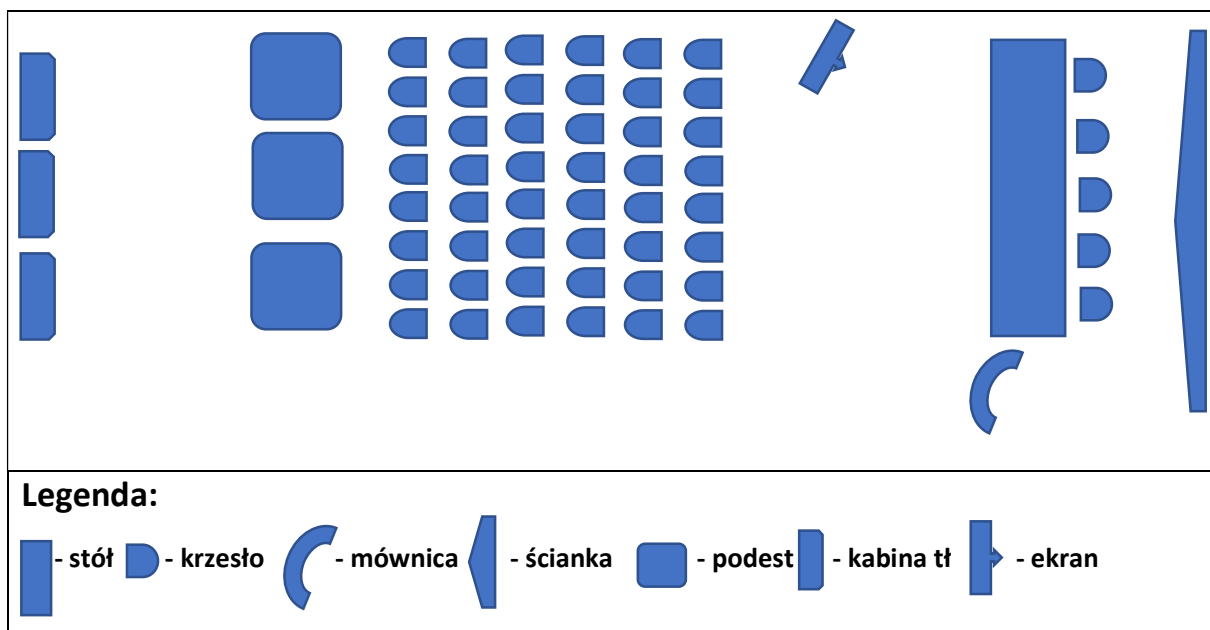 Legenda:
- stół - krzesło - mównica - ścianka - podest - kabina tł - ekran